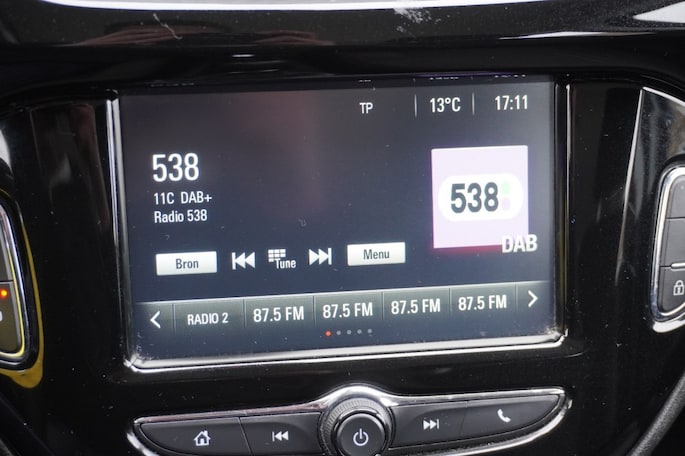 TP 13°C 17:11
538
11C DAB+
Radio 538
538
DAB
Bron Tune Menu
RADIO 2 87.5 FM 87.5 FM 87.5 FM 87.5 FM